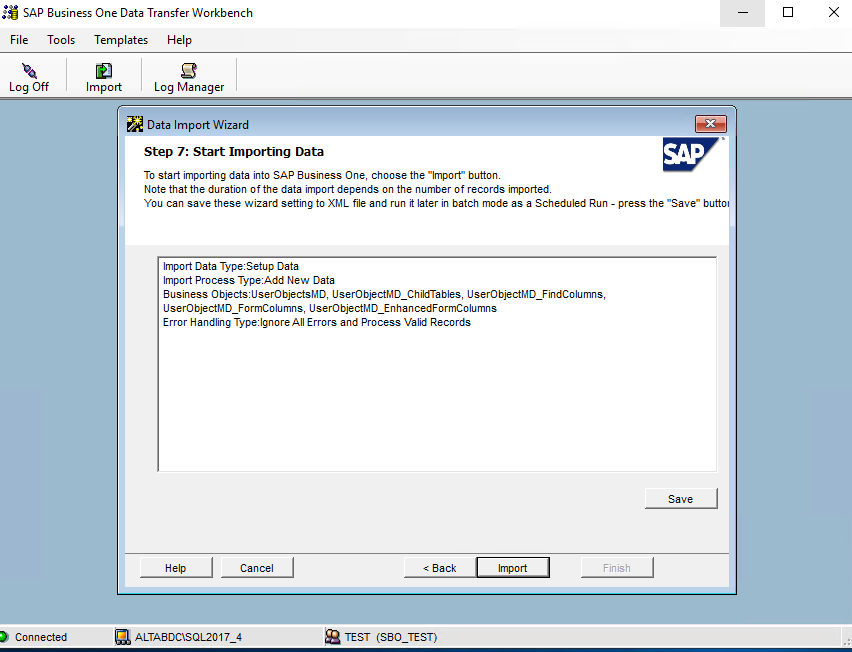 SAP Business One Data Transfer Workbench
File Tools Templates Help
Log Off Import Log Manager
Data Import Wizard
Step 7: Start Importing Data
SAP
To start importing data into SAP Business One, choose the "Import" button.
Note that the duration of the data import depends on the number of records imported.
You can save these wizard setting to XML file and run it later in batch mode as a Scheduled Run - press the "Save" button
Import Data Type:Setup Data
Import Process Type:Add New Data
Business Objects:UserObjectsMD, UserObjectMD_ChildTables, UserObjectMD_FindColumns,
UserObjectMD_FormColumns, UserObjectMD_EnhancedFormColumns
Error Handling Type:Ignore All Errors and Process Valid Records
Save
Help Cancel < Back Import Finish
Connected ALTABDC\SQL2017_4 TEST (SBO_TEST)